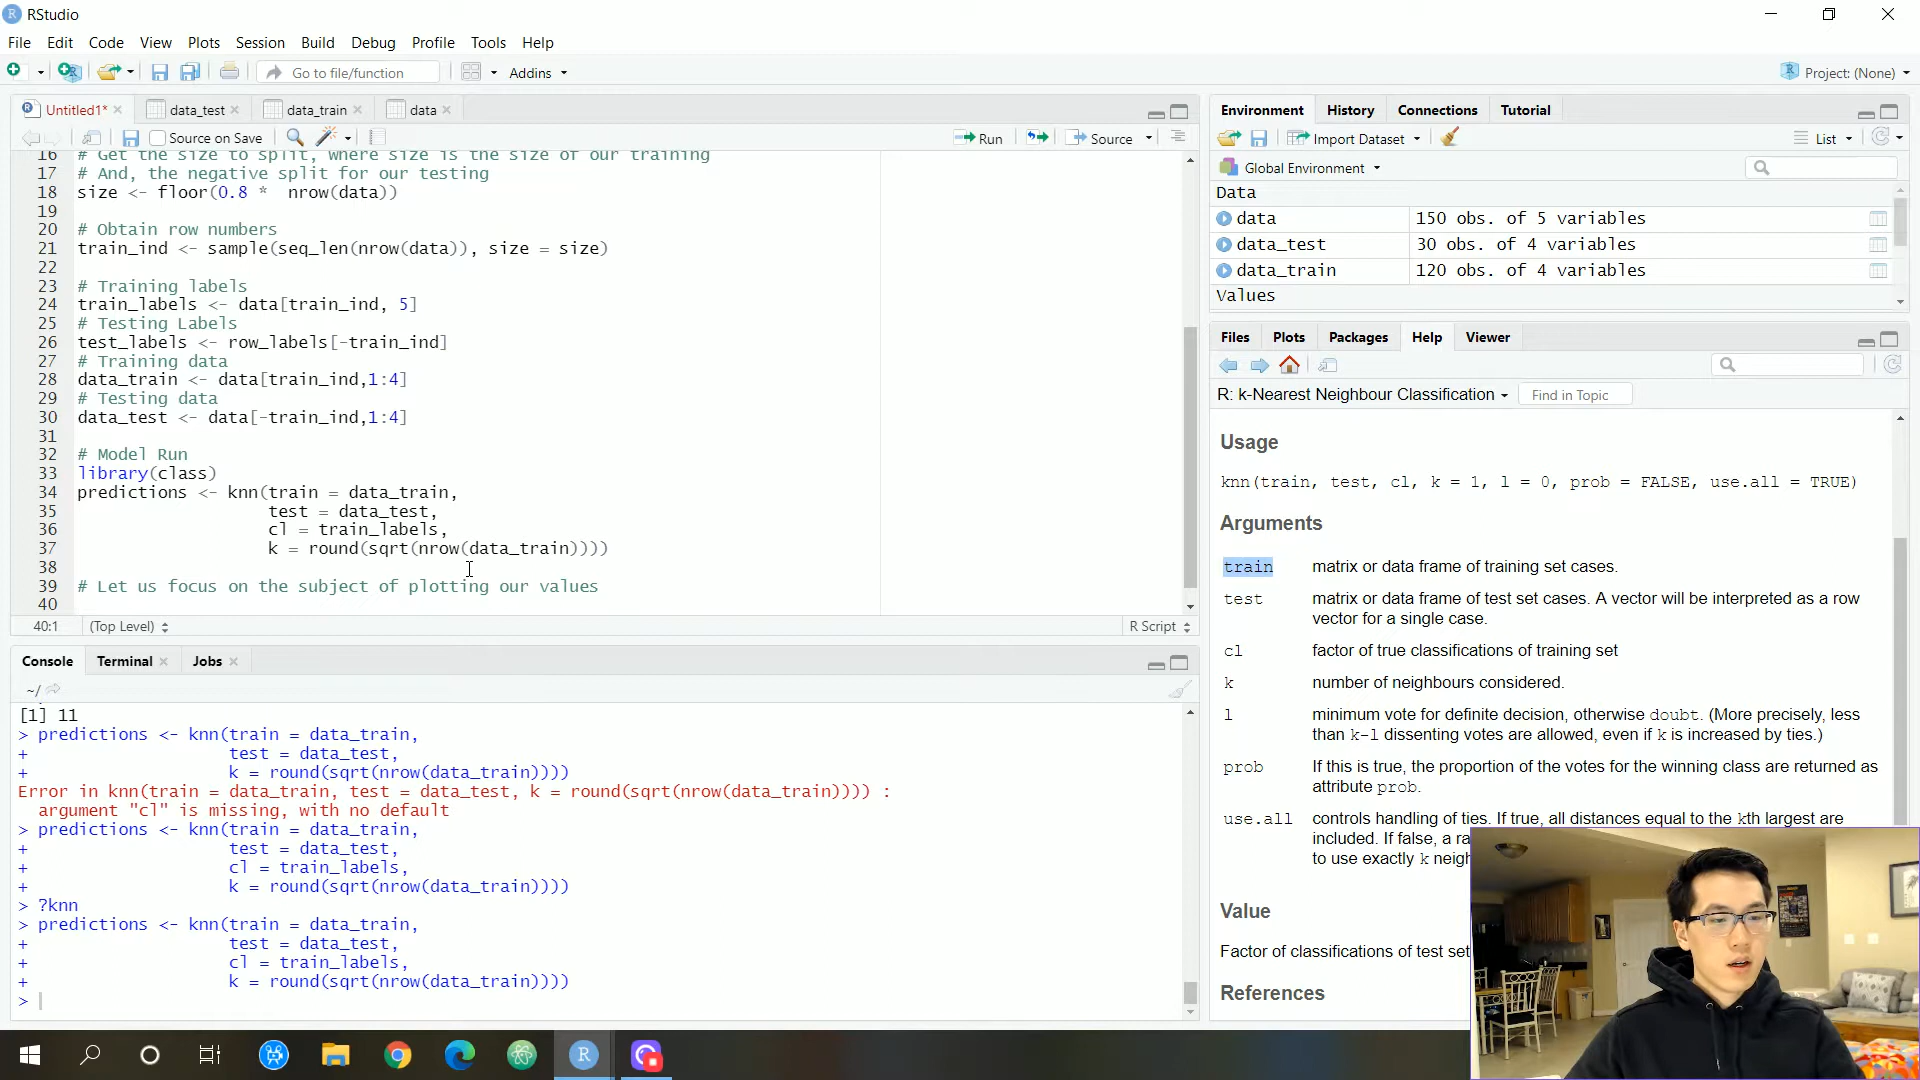 RStudio
File Edit Code View Plots Session Build Debug Profile Tools Help
Go to file/function Addins Project: (None)
Untitled1* data_test data_train data
Source on Save Run Source
16 # Get the size to split, where size is the size of our training
17 # And, the negative split for our testing
18 size <- floor(0.8 * nrow(data))
19
20 # Obtain row numbers
21 train_ind <- sample(seq_len(nrow(data)), size = size)
22
23 # Training labels
24 train_labels <- data[train_ind, 5]
25 # Testing Labels
26 test_labels <- row_labels[-train_ind]
27 # Training data
28 data_train <- data[train_ind,1:4]
29 # Testing data
30 data_test <- data[-train_ind,1:4]
31
32 # Model Run
33 library(class)
34 predictions <- knn(train = data_train,
35 test = data_test,
36 cl = train_labels,
37 k = round(sqrt(nrow(data_train))))
38
39 # Let us focus on the subject of plotting our values
40
40:1 (Top Level) R Script
Console Terminal Jobs
~/
[1] 11
> predictions <- knn(train = data_train,
+ test = data_test,
+ k = round(sqrt(nrow(data_train))))
Error in knn(train = data_train, test = data_test, k = round(sqrt(nrow(data_train)))) :
argument "cl" is missing, with no default
> predictions <- knn(train = data_train,
+ test = data_test,
+ cl = train_labels,
+ k = round(sqrt(nrow(data_train))))
> ?knn
> predictions <- knn(train = data_train,
+ test = data_test,
+ cl = train_labels,
+ k = round(sqrt(nrow(data_train))))
>
Environment History Connections Tutorial
Import Dataset List
Global Environment
Data
data 150 obs. of 5 variables
data_test 30 obs. of 4 variables
data_train 120 obs. of 4 variables
Values
Files Plots Packages Help Viewer
R: k-Nearest Neighbour Classification Find in Topic
Usage
knn(train, test, cl, k = 1, l = 0, prob = FALSE, use.all = TRUE)
Arguments
train matrix or data frame of training set cases.
test matrix or data frame of test set cases. A vector will be interpreted as a row
vector for a single case.
cl factor of true classifications of training set
k number of neighbours considered.
l minimum vote for definite decision, otherwise doubt. (More precisely, less
than k-l dissenting votes are allowed, even if k is increased by ties.)
prob If this is true, the proportion of the votes for the winning class are returned as
attribute prob.
use.all controls handling of ties. If true, all distances equal to the kth largest are
included. If false, a
to use exactly k
Value
Factor of classifications of test set
References